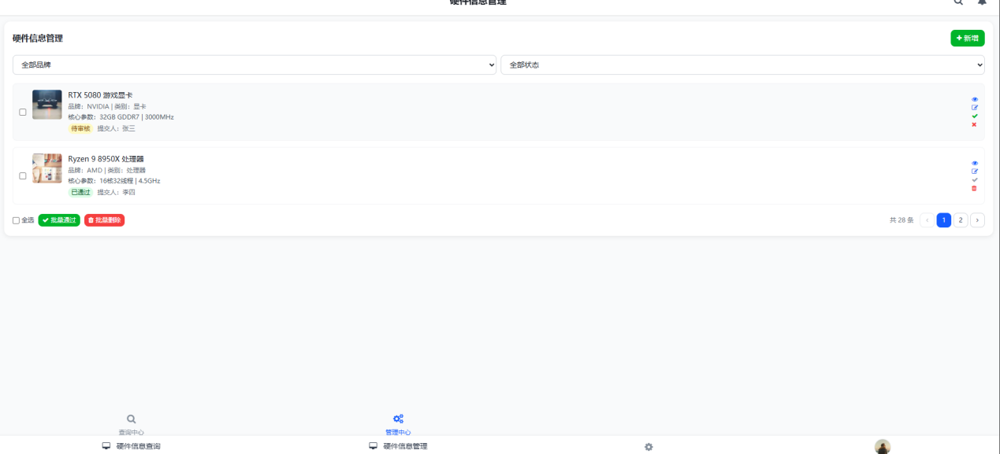 硬件信息管理
硬件信息管理
新增
全部品牌
全部状态
RTX 5080 游戏显卡
品牌：NVIDIA | 类别：显卡
核心参数：32GB GDDR7 | 3000MHz
待审核 提交人：张三
Ryzen 9 8950X 处理器
品牌：AMD | 类别：处理器
核心参数：16核32线程 | 4.5GHz
已通过 提交人：李四
全选 批量通过 批量删除
共 28 条 1 2
查询中心
管理中心
硬件信息查询
硬件信息管理